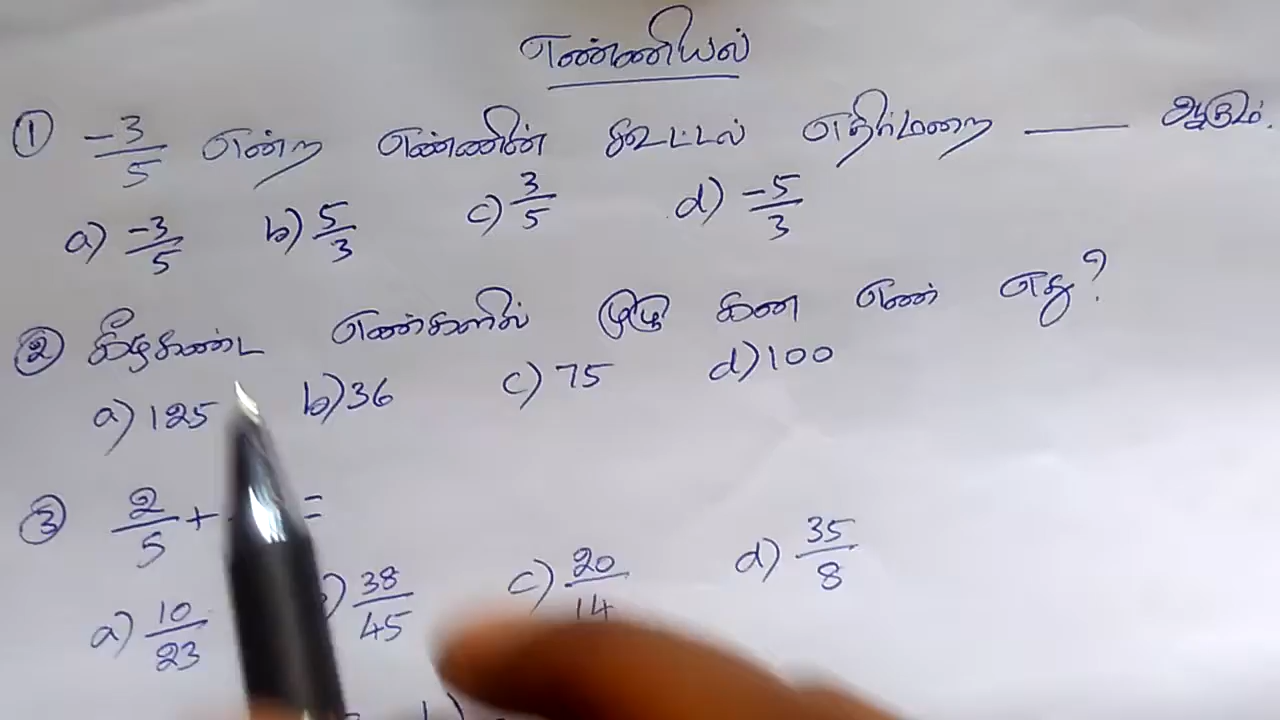 எண்ணியல்
① -3/5 என்ற எண்ணின் கூட்டல் எதிர்மறை ____ ஆகும்.
a) -3/5 b) 5/3 c) 3/5 d) -5/3
② கீழ்கண்ட எண்களில் முழு கன எண் எது?
a) 125 b) 36 c) 75 d) 100
③ 2/5 + =
a) 10/23 ) 38/45 c) 20/14 d) 35/8